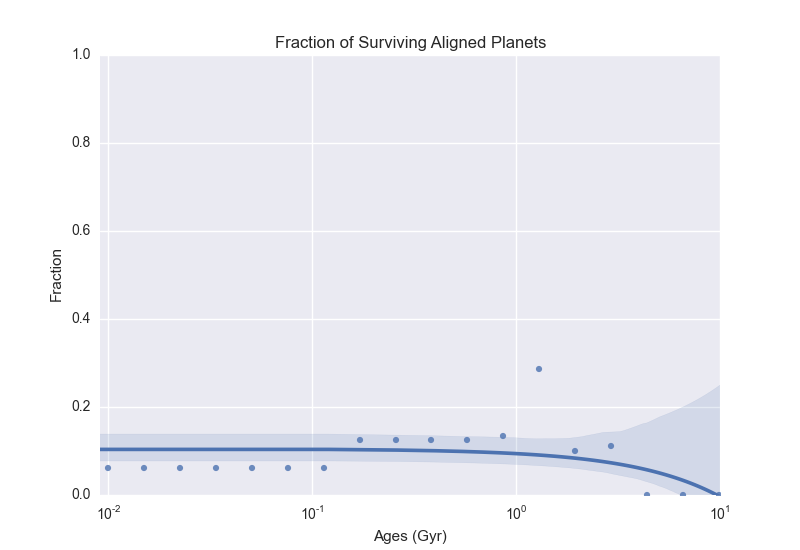 Fraction of Surviving Aligned Planets
1.0
0.8
0.6
0.4
0.2
0.0
Fraction
10⁻² 10⁻¹ 10⁰ 10¹
Ages (Gyr)